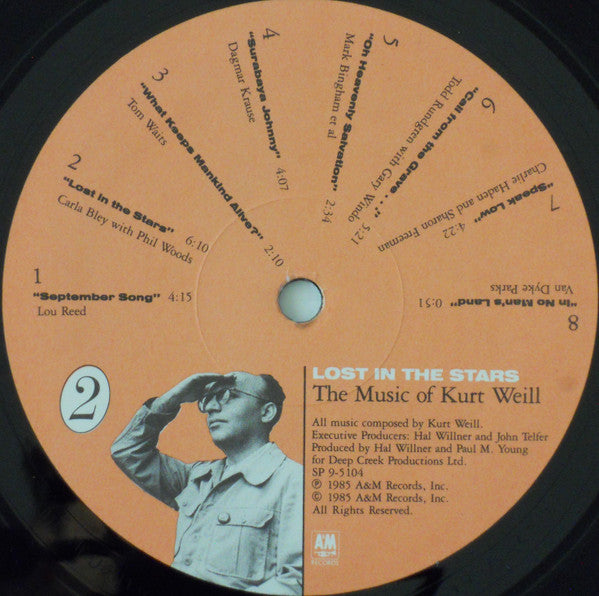 1
"September Song" 4:15
Lou Reed
2
"Lost in the Stars" 6:10
Carla Bley with Phil Woods
3
"What Keeps Mankind Alive?" 2:10
Tom Waits
4
"Surabaya Johnny" 4:07
Dagmar Krause
5
"Oh Heavenly Salvation" 2:34
Mark Bingham et al
6
"Call from the Grave . . ." 5:21
Todd Rundgren with Gary Windo
7
"Speak Low" 4:22
Charlie Haden and Sharon Freeman
8
"In No Man's Land" 0:51
Van Dyke Parks
2
LOST IN THE STARS
The Music of Kurt Weill
All music composed by Kurt Weill.
Executive Producers: Hal Willner and John Telfer
Produced by Hal Willner and Paul M. Young
for Deep Creek Productions Ltd.
SP 9-5104
℗ 1985 A&M Records, Inc.
© 1985 A&M Records, Inc.
All Rights Reserved.
A&M
RECORDS